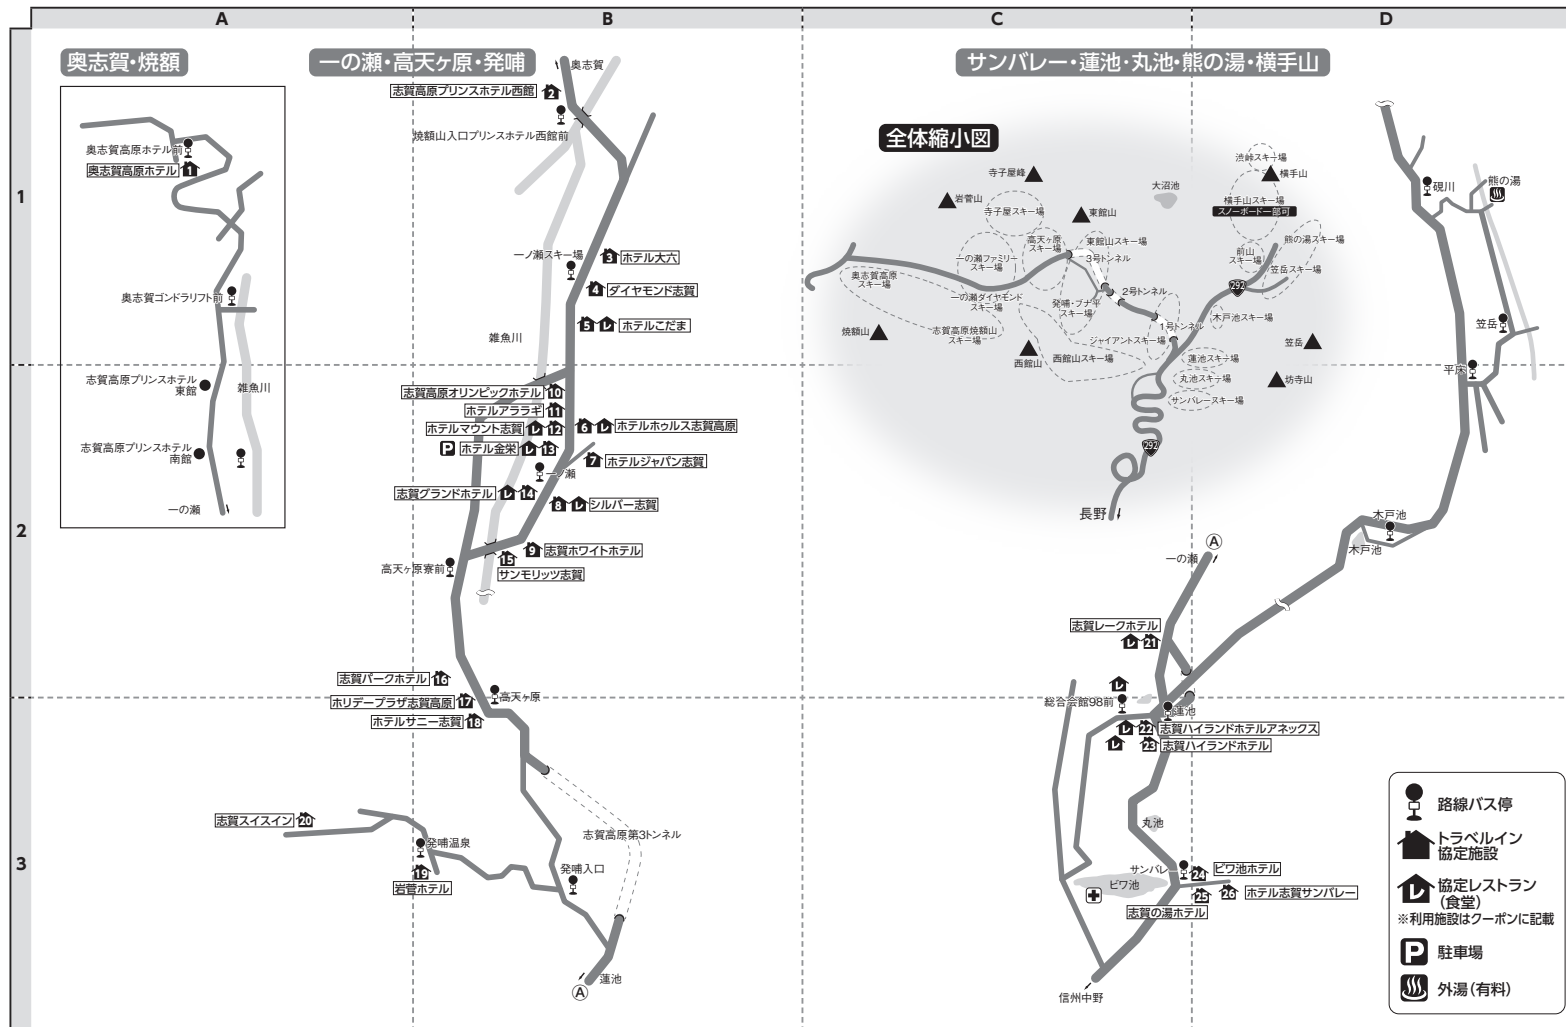 A
B
C
D
1
2
3
奥志賀・焼額
奥志賀高原ホテル前
奥志賀高原ホテル
1
奥志賀ゴンドラリフト前
志賀高原プリンスホテル
東館
雑魚川
志賀高原プリンスホテル
南館
一の瀬
一の瀬・高天ヶ原・発哺
奥志賀
志賀高原プリンスホテル西館
2
焼額山入口プリンスホテル西館前
一ノ瀬スキー場
3
ホテル大六
4
ダイヤモンド志賀
5
レ
ホテルこだま
雑魚川
志賀高原オリンピックホテル
10
ホテルアララギ
11
ホテルマウント志賀
レ
12
6
レ
ホテルホゥルス志賀高原
P
ホテル金栄
レ
13
7
ホテルジャパン志賀
一ノ瀬
志賀グランドホテル
レ
14
8
レ
シルバー志賀
9
志賀ホワイトホテル
15
サンモリッツ志賀
高天ヶ原寮前
志賀パークホテル
16
ホリデープラザ志賀高原
17
高天ヶ原
ホテルサニー志賀
18
志賀スイスイン
20
発哺温泉
19
岩菅ホテル
志賀高原第3トンネル
発哺入口
蓮池
A
サンバレー・蓮池・丸池・熊の湯・横手山
全体縮小図
寺子屋峰
岩菅山
寺子屋スキー場
東館山
大沼池
渋峠スキー場
横手山
横手山スキー場
スノーボード一部可
高天ヶ原
スキー場
東館山スキー場
3号トンネル
一の瀬ファミリー
スキー場
奥志賀高原
スキー場
一の瀬ダイヤモンド
スキー場
発哺・ブナ平
スキー場
2号トンネル
前山
スキー場
熊の湯スキー場
笠岳スキー場
292
焼額山
志賀高原焼額山
スキー場
1号トンネル
木戸池スキー場
ジャイアントスキー場
西館山
西館山スキー場
蓮池スキー場
笠岳
丸池スキー場
坊寺山
サンバレースキー場
292
長野
硯川
熊の湯
笠岳
平床
木戸池
木戸池
A
一の瀬
志賀レークホテル
レ
21
レ
総合会館98前
蓮池
レ
22
志賀ハイランドホテルアネックス
レ
23
志賀ハイランドホテル
丸池
サンバレー
24
ビワ池ホテル
ビワ池
25
26
ホテル志賀サンバレー
志賀の湯ホテル
信州中野
路線バス停
トラベルイン
協定施設
レ
協定レストラン
(食堂)
※利用施設はクーポンに記載
P
駐車場
外湯(有料)